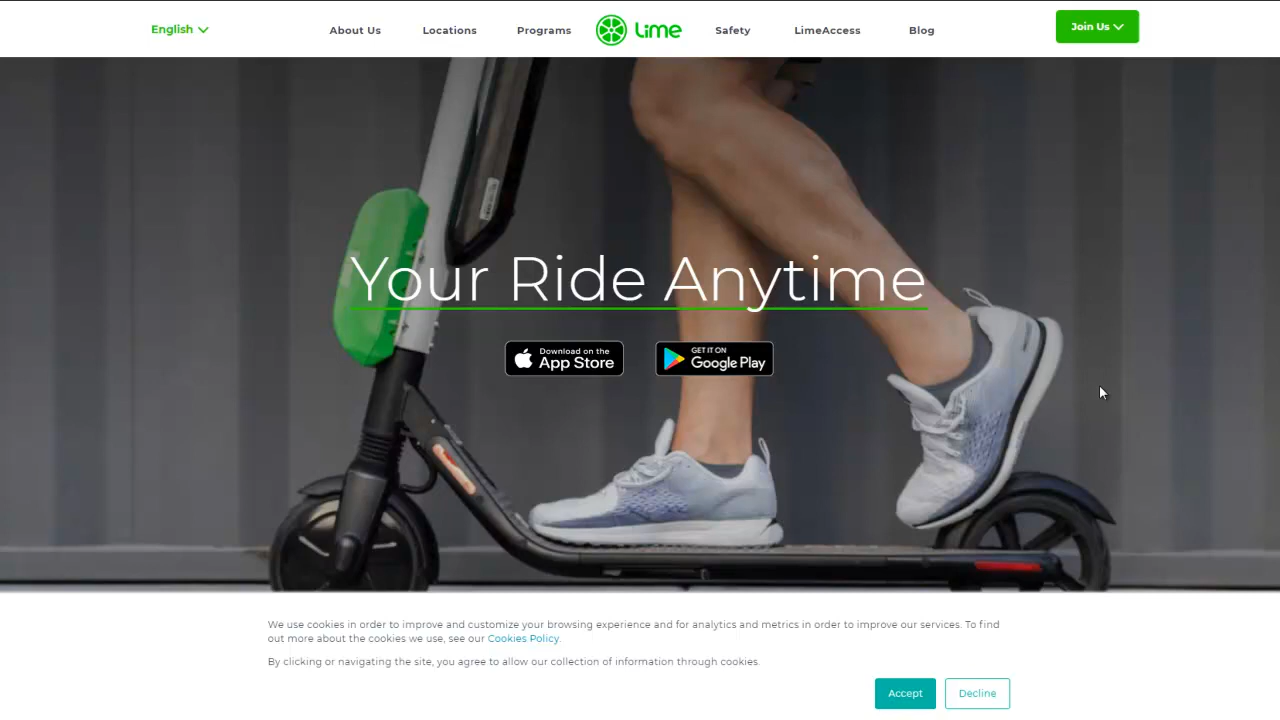 English
About Us
Locations
Programs
Lime
Safety
LimeAccess
Blog
Join Us
Your Ride Anytime
Download on the
App Store
GET IT ON
Google Play
We use cookies in order to improve and customize your browsing experience and for analytics and metrics in order to improve our services. To find
out more about the cookies we use, see our Cookies Policy.
By clicking or navigating the site, you agree to allow our collection of information through cookies.
Accept
Decline